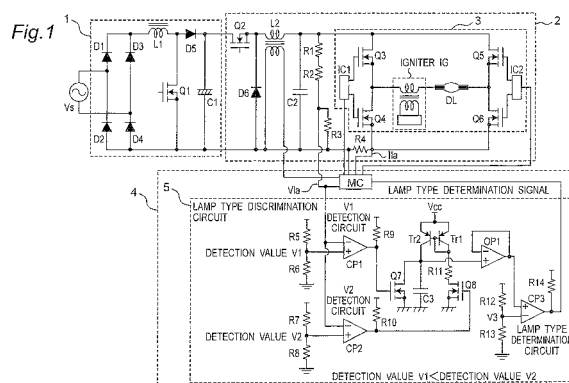 Fig.1
1
2
3
D1
D3
L1
D5
Q2
L2
R1
R2
Q3
IGNITER IG
Q5
IC1
IC2
Vs
Q1
C1
D6
C2
DL
D2
D4
R3
Q4
Q6
R4
IIa
VIa
MC
LAMP TYPE DETERMINATION SIGNAL
4
5
LAMP TYPE DISCRIMINATION
CIRCUIT
V1
DETECTION
CIRCUIT
R9
Vcc
Tr2
Tr1
OP1
R5
DETECTION VALUE V1
R6
CP1
V2
DETECTION
CIRCUIT
Q7
R11
Q8
C3
R14
R12
CP3
V3
R7
DETECTION VALUE V2
R8
CP2
R10
R13
LAMP TYPE
DETERMINATION
CIRCUIT
DETECTION VALUE V1<DETECTION VALUE V2